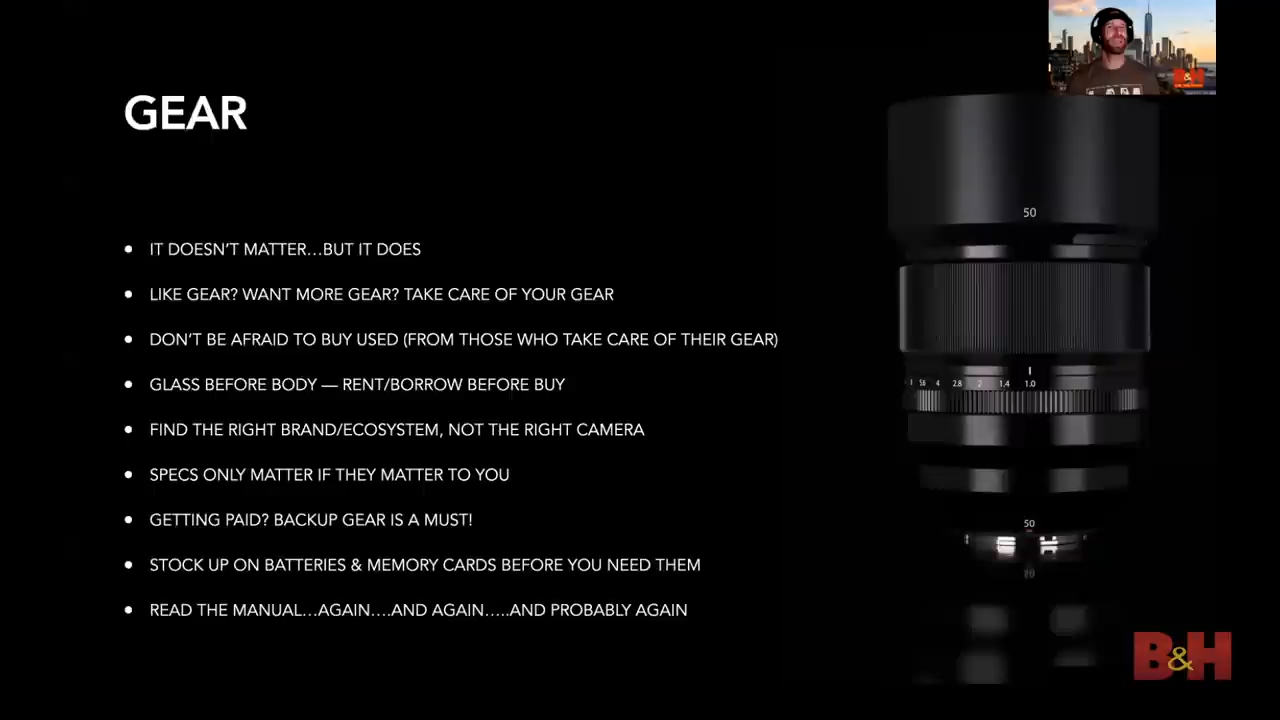 B&H
GEAR
• IT DOESN'T MATTER...BUT IT DOES
• LIKE GEAR? WANT MORE GEAR? TAKE CARE OF YOUR GEAR
• DON'T BE AFRAID TO BUY USED (FROM THOSE WHO TAKE CARE OF THEIR GEAR)
• GLASS BEFORE BODY — RENT/BORROW BEFORE BUY
• FIND THE RIGHT BRAND/ECOSYSTEM, NOT THE RIGHT CAMERA
• SPECS ONLY MATTER IF THEY MATTER TO YOU
• GETTING PAID? BACKUP GEAR IS A MUST!
• STOCK UP ON BATTERIES & MEMORY CARDS BEFORE YOU NEED THEM
• READ THE MANUAL...AGAIN....AND AGAIN.....AND PROBABLY AGAIN
50
8 5.6 4 2.8 2 1.4 1.0
50
B&H